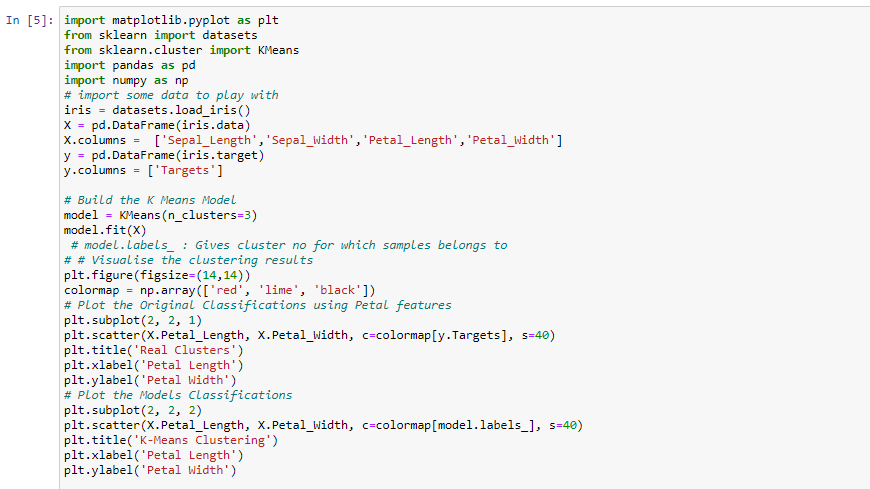 In [5]: import matplotlib.pyplot as plt
from sklearn import datasets
from sklearn.cluster import KMeans
import pandas as pd
import numpy as np
# import some data to play with
iris = datasets.load_iris()
X = pd.DataFrame(iris.data)
X.columns =  ['Sepal_Length','Sepal_Width','Petal_Length','Petal_Width']
y = pd.DataFrame(iris.target)
y.columns = ['Targets']

# Build the K Means Model
model = KMeans(n_clusters=3)
model.fit(X)
 # model.labels_ : Gives cluster no for which samples belongs to
# # Visualise the clustering results
plt.figure(figsize=(14,14))
colormap = np.array(['red', 'lime', 'black'])
# Plot the Original Classifications using Petal features
plt.subplot(2, 2, 1)
plt.scatter(X.Petal_Length, X.Petal_Width, c=colormap[y.Targets], s=40)
plt.title('Real Clusters')
plt.xlabel('Petal Length')
plt.ylabel('Petal Width')
# Plot the Models Classifications
plt.subplot(2, 2, 2)
plt.scatter(X.Petal_Length, X.Petal_Width, c=colormap[model.labels_], s=40)
plt.title('K-Means Clustering')
plt.xlabel('Petal Length')
plt.ylabel('Petal Width')